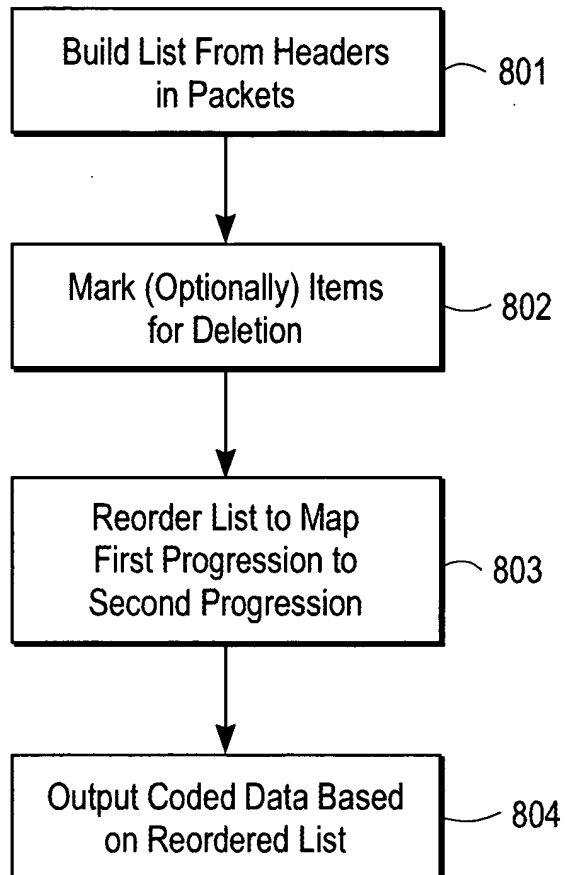 Build List From Headers
in Packets
801
Mark (Optionally) Items
for Deletion
802
Reorder List to Map
First Progression to
Second Progression
803
Output Coded Data Based
on Reordered List
804